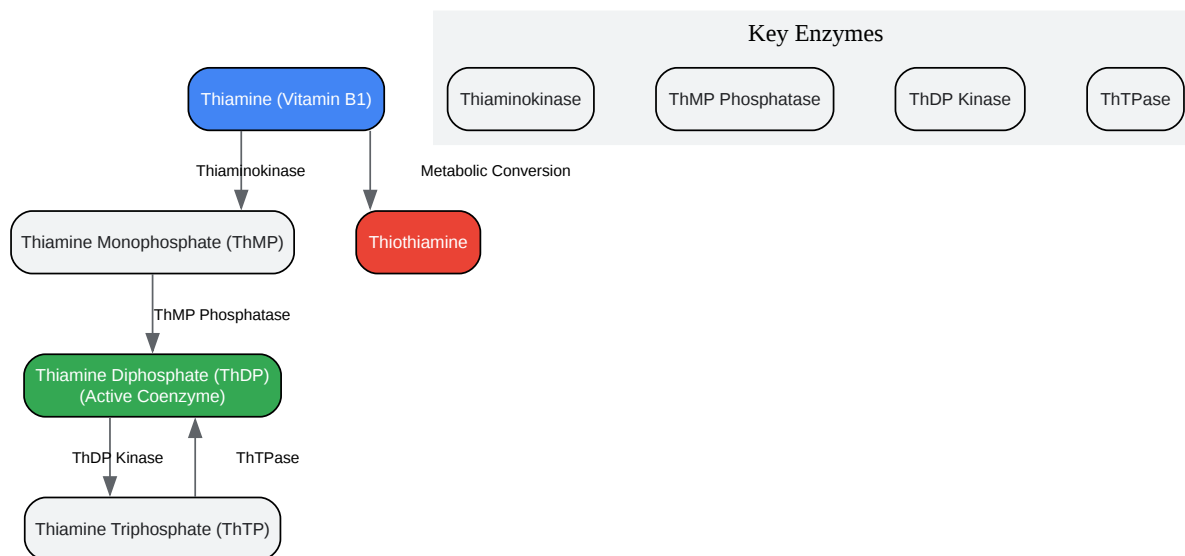 Key Enzymes
Thiamine (Vitamin B1)
Thiaminokinase
ThMP Phosphatase
ThDP Kinase
ThTPase
Thiaminokinase
Metabolic Conversion
Thiamine Monophosphate (ThMP)
Thiothiamine
ThMP Phosphatase
Thiamine Diphosphate (ThDP)
(Active Coenzyme)
ThDP Kinase
ThTPase
Thiamine Triphosphate (ThTP)